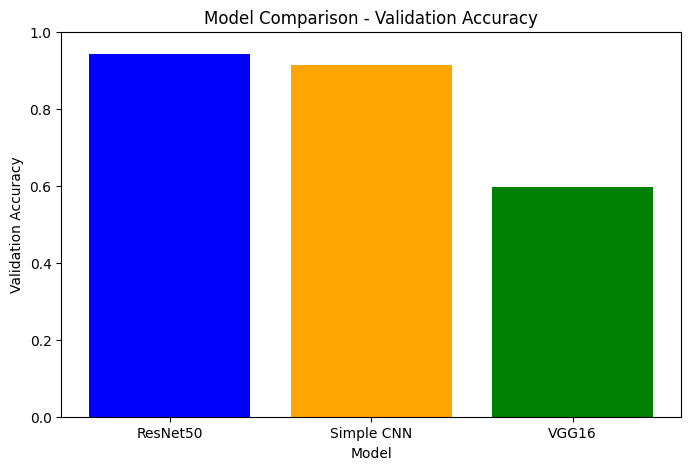 Model Comparison - Validation Accuracy
1.0
0.8
0.6
0.4
0.2
0.0
Validation Accuracy
ResNet50
Simple CNN
VGG16
Model